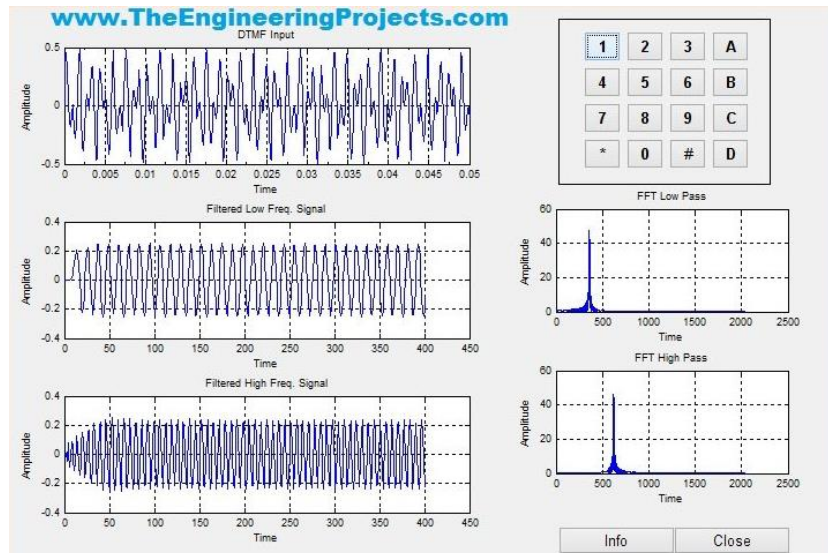 www.TheEngineeringProjects.com
DTMF Input
Amplitude
0.5
0
-0.5
0 0.005 0.01 0.015 0.02 0.025 0.03 0.035 0.04 0.045 0.05
Time
Filtered Low Freq. Signal
Amplitude
0.4
0.2
0
-0.2
-0.4
0 50 100 150 200 250 300 350 400 450
Time
Filtered High Freq. Signal
Amplitude
0.4
0.2
0
-0.2
-0.4
0 50 100 150 200 250 300 350 400 450
Time
1 2 3 A
4 5 6 B
7 8 9 C
* 0 # D
FFT Low Pass
Amplitude
60
40
20
0
0 500 1000 1500 2000 2500
Time
FFT High Pass
Amplitude
60
40
20
0
0 500 1000 1500 2000 2500
Time
Info Close